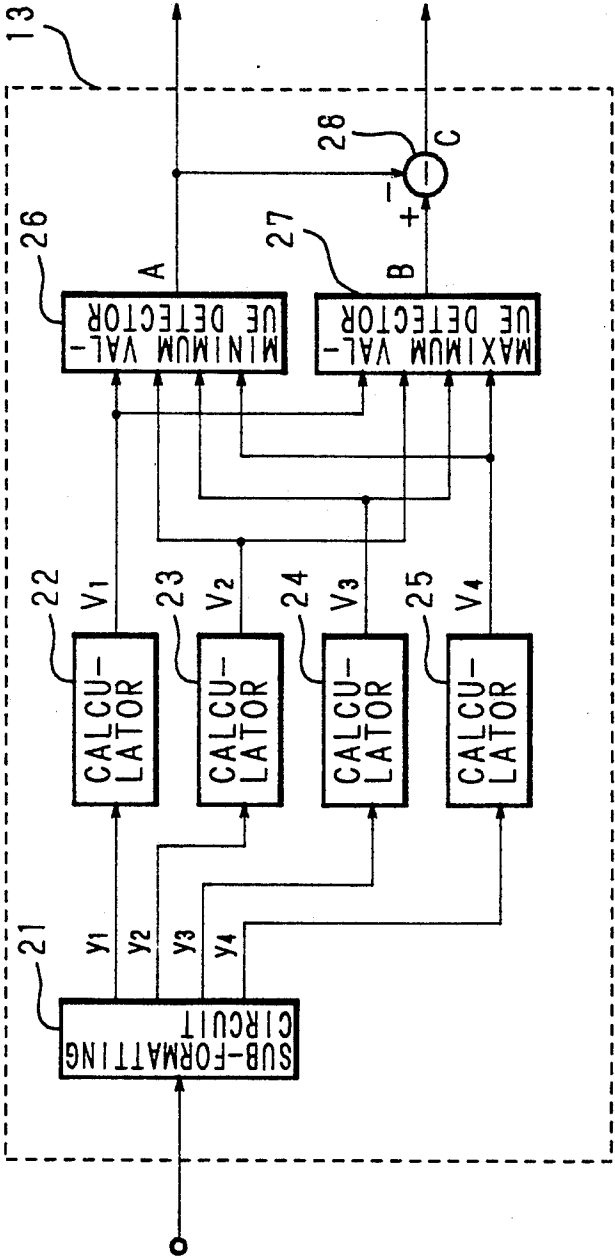 13
21
SUB-FORMATTING
CIRCUIT
y1
y2
y3
y4
22
CALCU-
LATOR
V1
23
CALCU-
LATOR
V2
24
CALCU-
LATOR
V3
25
CALCU-
LATOR
V4
26
MINIMUM VAL-
UE DETECTOR
A
27
MAXIMUM VAL-
UE DETECTOR
B
+
−
−
28
C